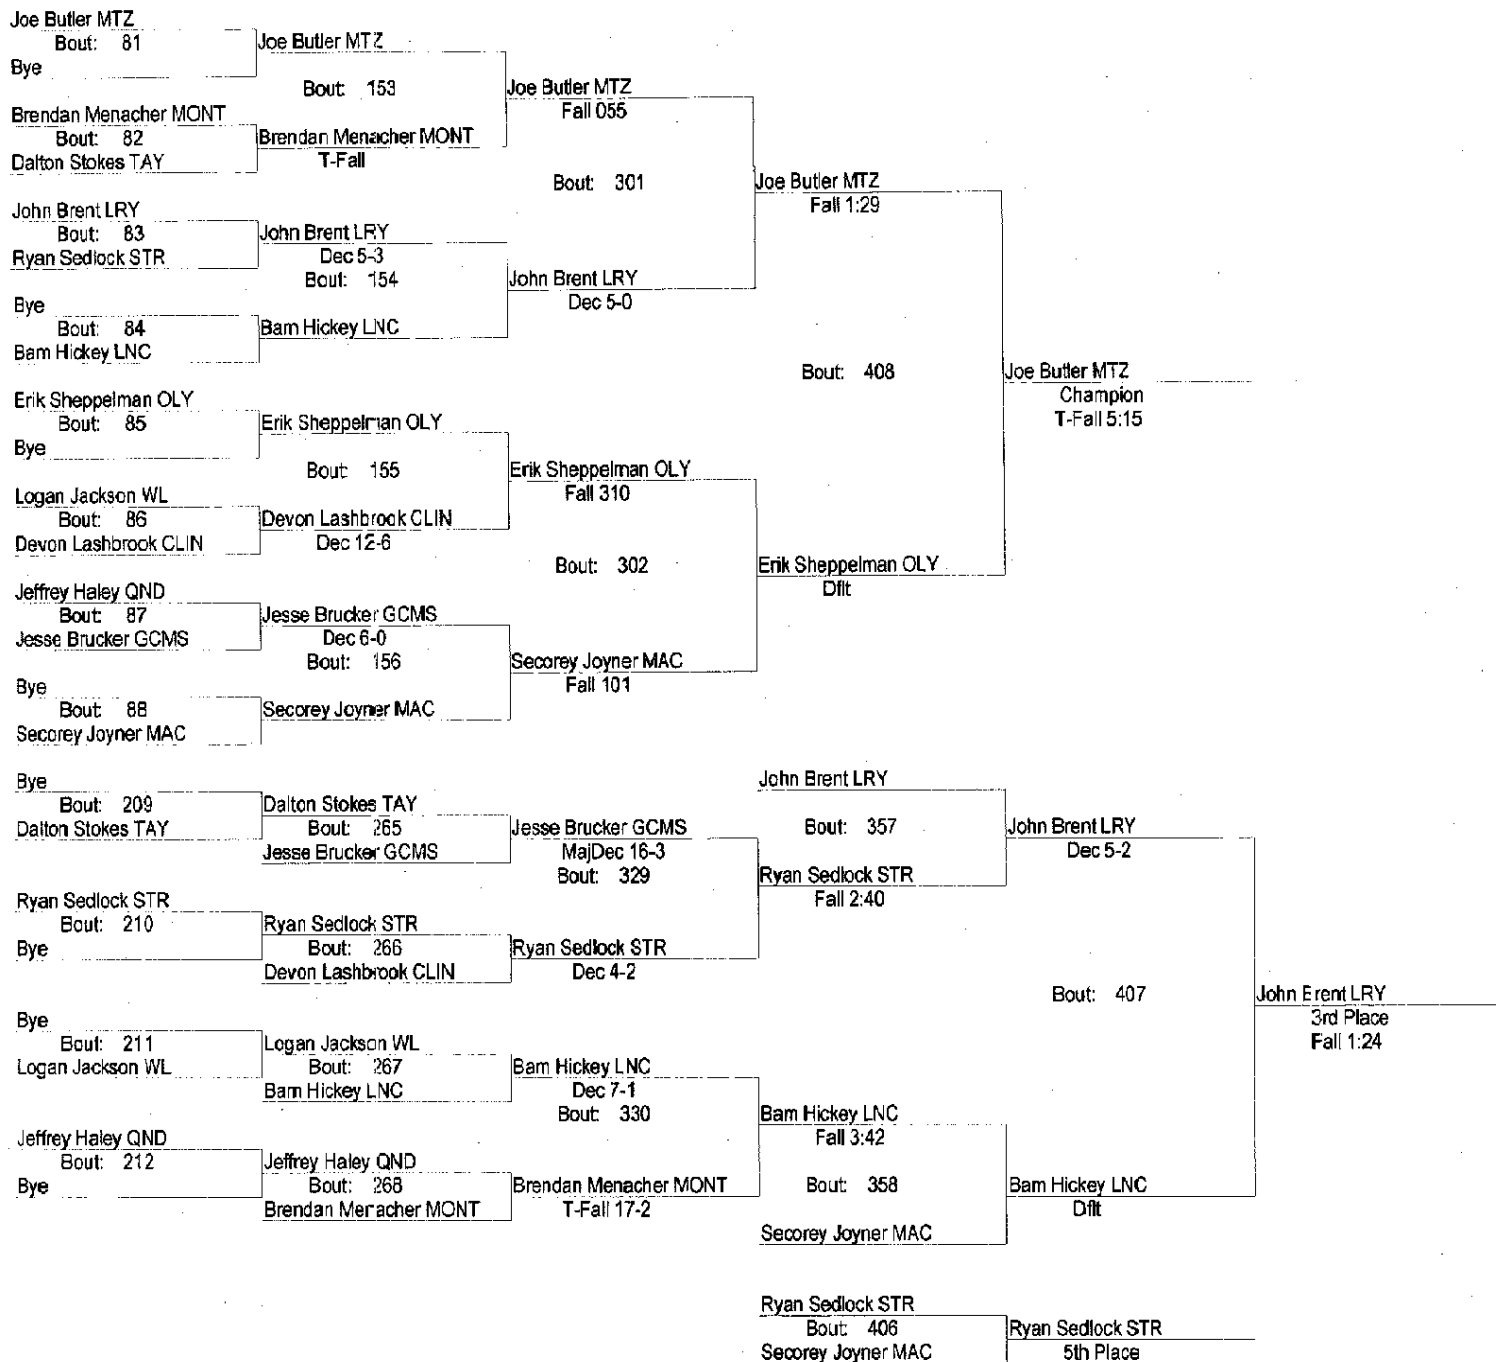 Joe Butler MTZ
Bout: 81
Bye
Joe Butler MTZ
Bout: 153
Brendan Menacher MONT
Bout: 82
Dalton Stokes TAY
Brendan Menacher MONT
T-Fall
Joe Butler MTZ
Fall 055
Bout: 301
John Brent LRY
Bout: 83
Ryan Sedlock STR
John Brent LRY
Dec 5-3
Bout: 154
Bye
Bout: 84
Bam Hickey LNC
Bam Hickey LNC
John Brent LRY
Dec 5-0
Joe Butler MTZ
Fall 1:29
Bout: 408
Joe Butler MTZ
Champion
T-Fall 5:15
Erik Sheppelman OLY
Bout: 85
Bye
Erik Sheppelman OLY
Bout: 155
Logan Jackson WL
Bout: 86
Devon Lashbrook CLIN
Devon Lashbrook CLIN
Dec 12-6
Erik Sheppelman OLY
Fall 310
Bout: 302
Erik Sheppelman OLY
Dflt
Jeffrey Haley QND
Bout: 87
Jesse Brucker GCMS
Jesse Brucker GCMS
Dec 6-0
Bout: 156
Bye
Bout: 88
Secorey Joyner MAC
Secorey Joyner MAC
Secorey Joyner MAC
Fall 101
Bye
Bout: 209
Dalton Stokes TAY
Dalton Stokes TAY
Bout: 265
Jesse Brucker GCMS
Jesse Brucker GCMS
MajDec 16-3
Bout: 329
Ryan Sedlock STR
Bout: 210
Bye
Ryan Sedlock STR
Bout: 266
Devon Lashbrook CLIN
Ryan Sedlock STR
Dec 4-2
John Brent LRY
Bout: 357
Ryan Sedlock STR
Fall 2:40
John Brent LRY
Dec 5-2
Bout: 407
John Brent LRY
3rd Place
Fall 1:24
Bye
Bout: 211
Logan Jackson WL
Logan Jackson WL
Bout: 267
Bam Hickey LNC
Bam Hickey LNC
Dec 7-1
Bout: 330
Jeffrey Haley QND
Bout: 212
Bye
Jeffrey Haley QND
Bout: 268
Brendan Menacher MONT
Brendan Menacher MONT
T-Fall 17-2
Bam Hickey LNC
Fall 3:42
Bout: 358
Secorey Joyner MAC
Bam Hickey LNC
Dflt
Ryan Sedlock STR
Bout: 406
Secorey Joyner MAC
Ryan Sedlock STR
5th Place